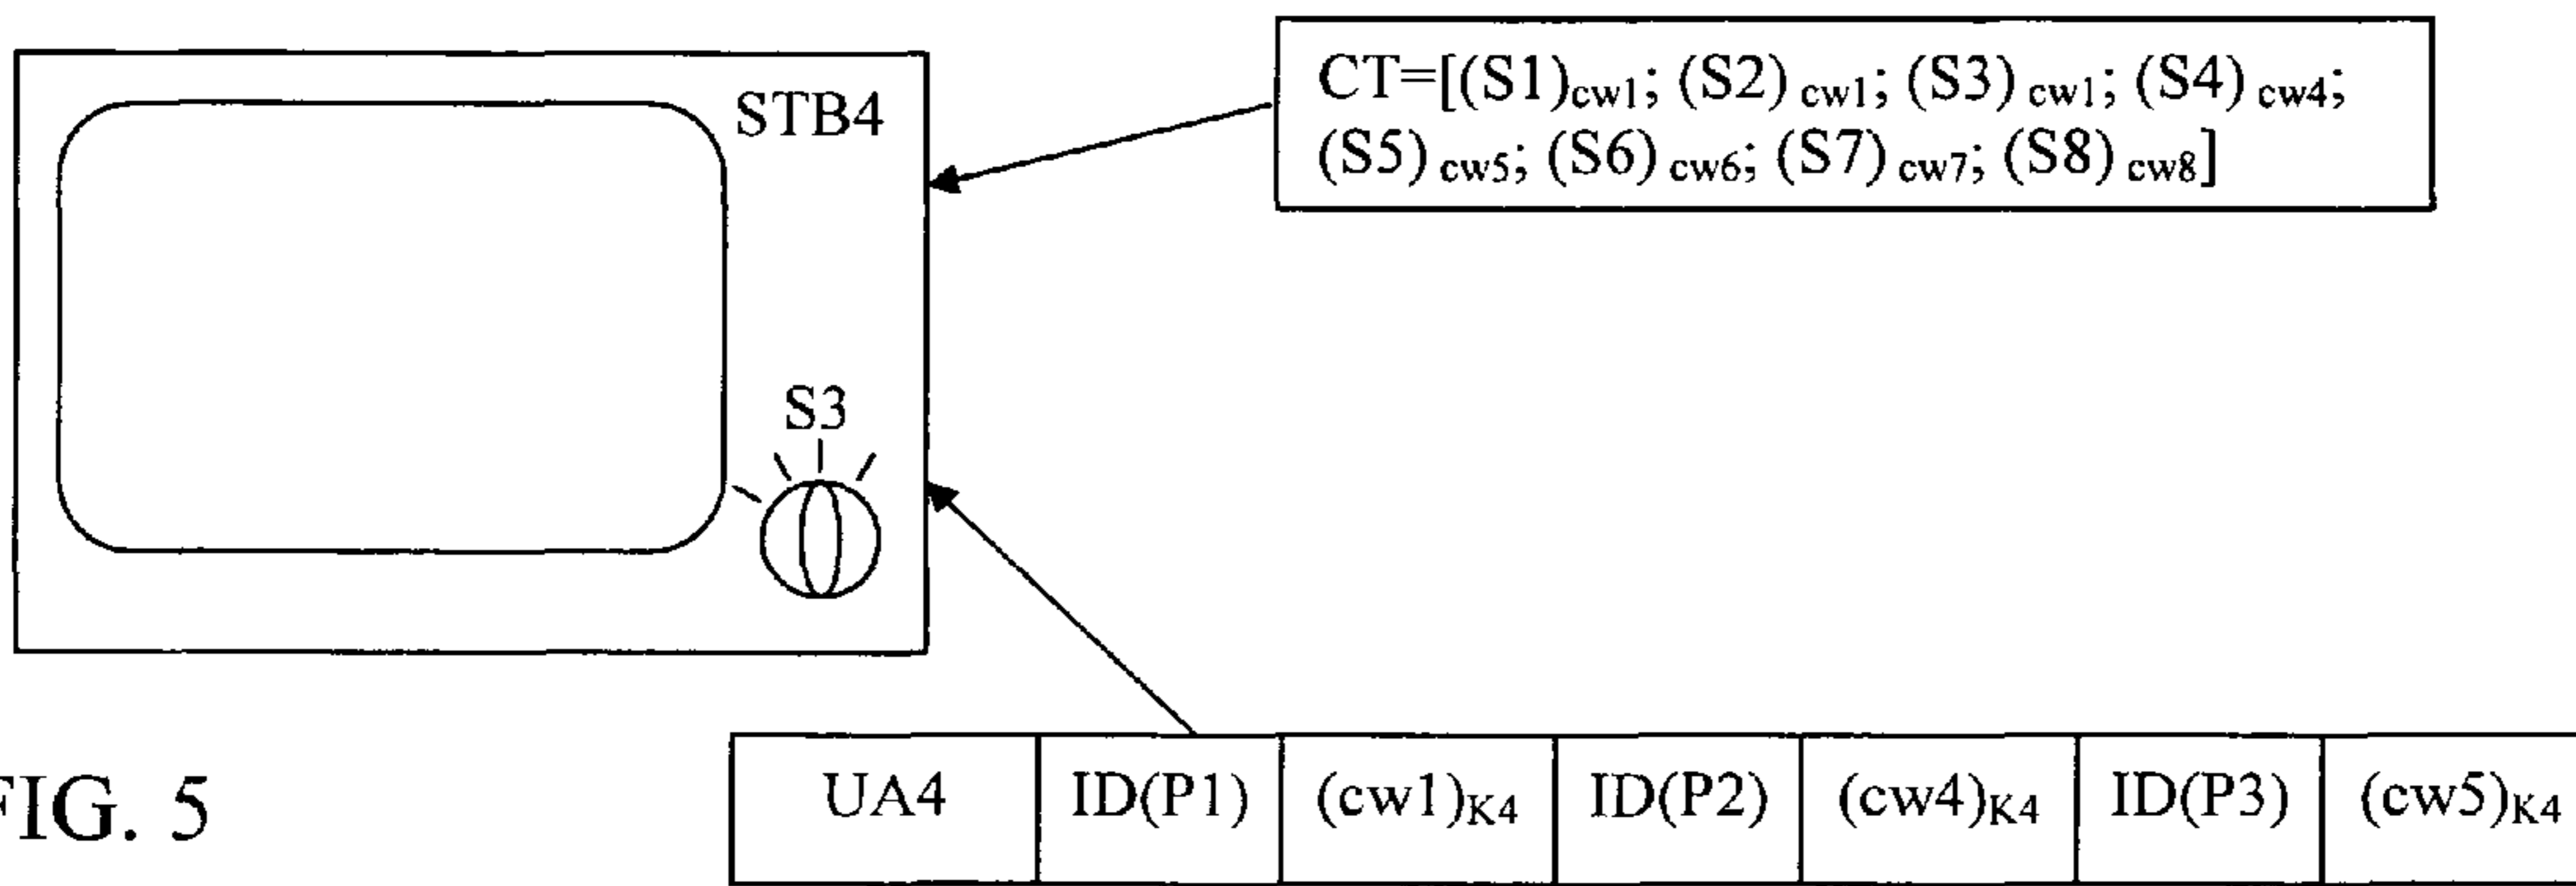 STB4
CT=[(S1)cw1; (S2) cw1; (S3) cw1; (S4) cw4;
(S5) cw5; (S6) cw6; (S7) cw7; (S8) cw8]
S3
UA4 ID(P1) (cw1)K4 ID(P2) (cw4)K4 ID(P3) (cw5)K4
FIG. 5